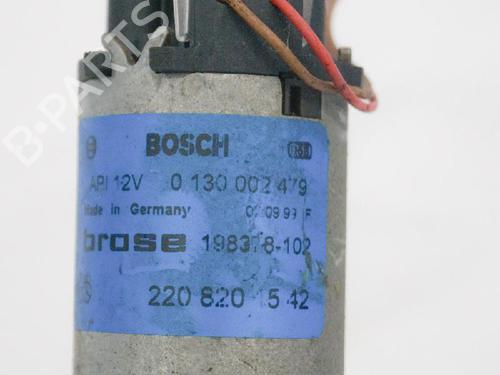 BOSCH
API 12V 0 130 002 479
Made in Germany
brose 198378-102
220 820 15 42
B-PARTS